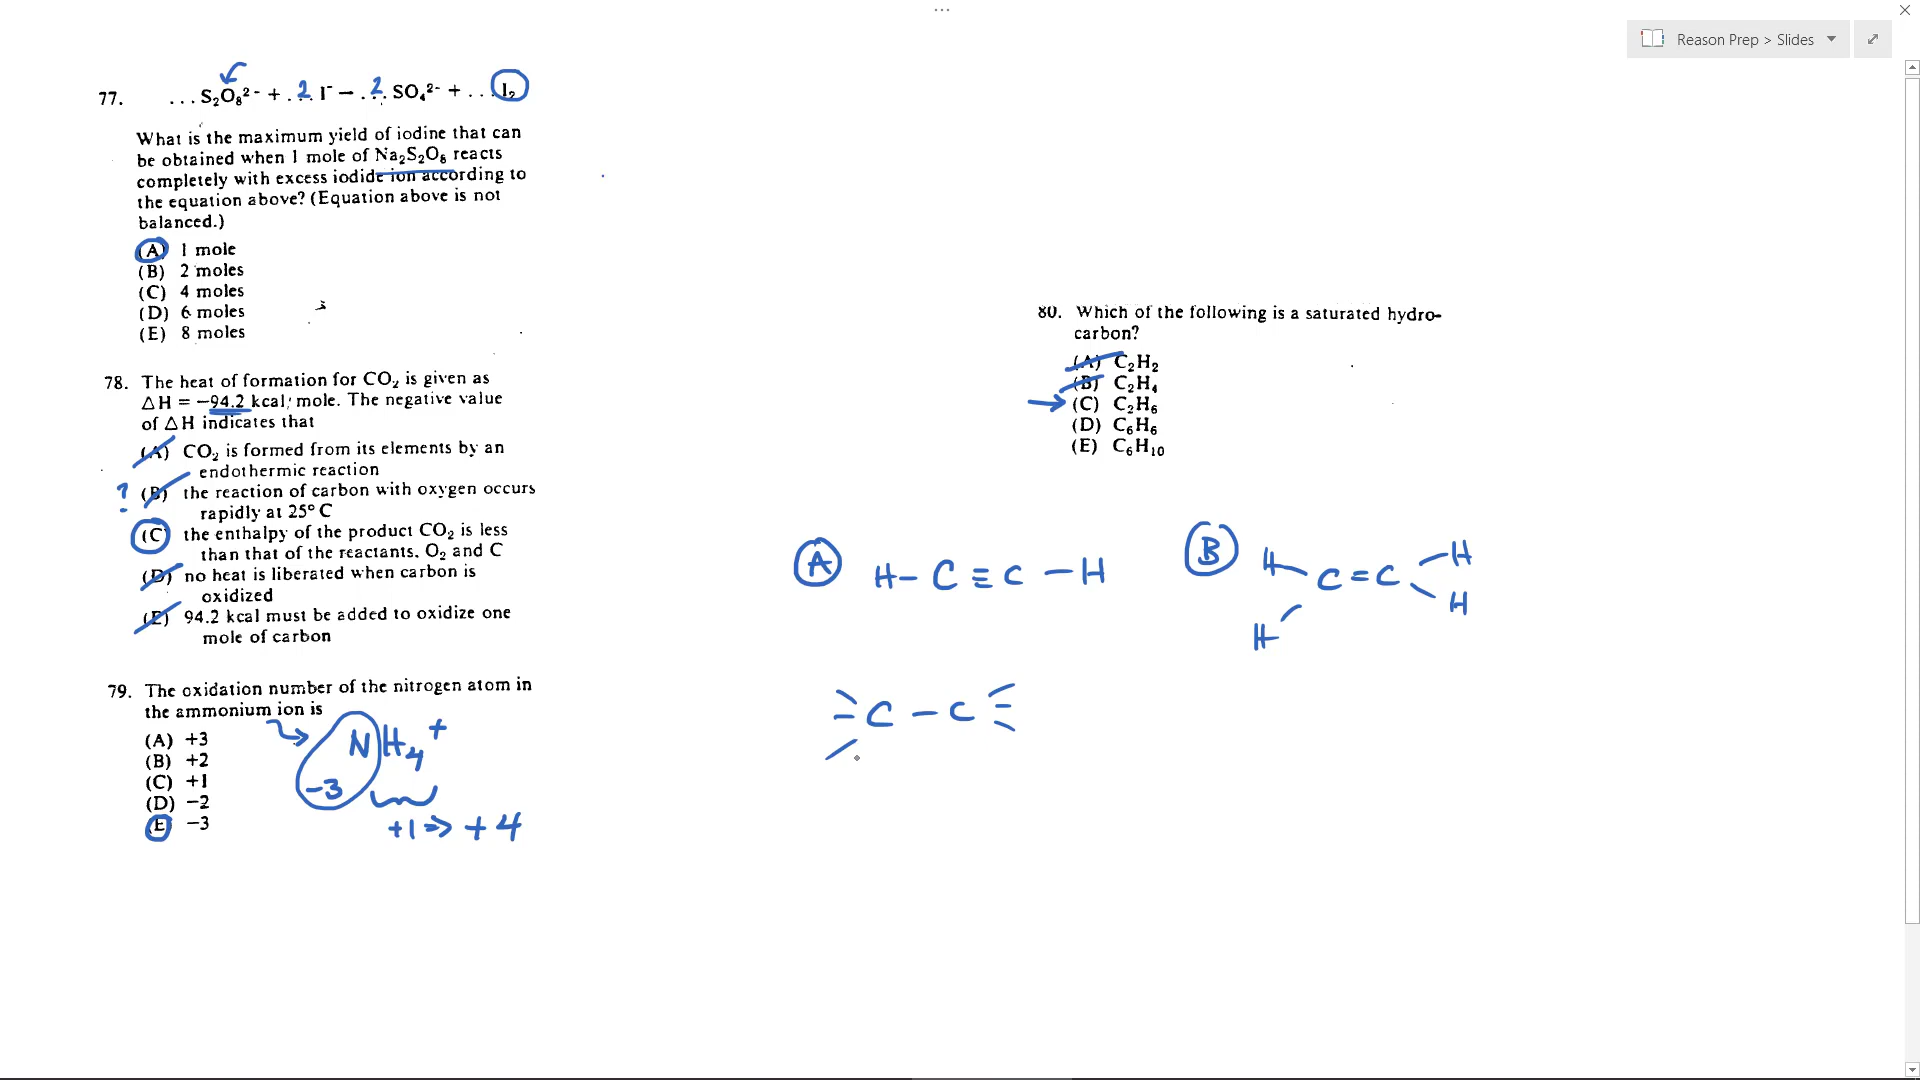 Reason Prep > Slides
77. ...S₂O₈²⁻ + .2. I⁻ – .2. SO₄²⁻ + ...I₂
What is the maximum yield of iodine that can
be obtained when 1 mole of Na₂S₂O₈ reacts
completely with excess iodide ion according to
the equation above? (Equation above is not
balanced.)
(A) 1 mole
(B) 2 moles
(C) 4 moles
(D) 6 moles
(E) 8 moles
78. The heat of formation for CO₂ is given as
△H = −94.2 kcal/mole. The negative value
of △H indicates that
(A) CO₂ is formed from its elements by an
endothermic reaction
? (B) the reaction of carbon with oxygen occurs
rapidly at 25° C
(C) the enthalpy of the product CO₂ is less
than that of the reactants, O₂ and C
(D) no heat is liberated when carbon is
oxidized
(E) 94.2 kcal must be added to oxidize one
mole of carbon
79. The oxidation number of the nitrogen atom in
the ammonium ion is
(A) +3
(B) +2
(C) +1
(D) −2
(E) −3
NH₄⁺
−3
+1 ⇒ +4
80. Which of the following is a saturated hydro-
carbon?
(A) C₂H₂
(B) C₂H₄
(C) C₂H₆
(D) C₆H₆
(E) C₆H₁₀
A H–C≡C–H
B H C=C H
H H
C–C